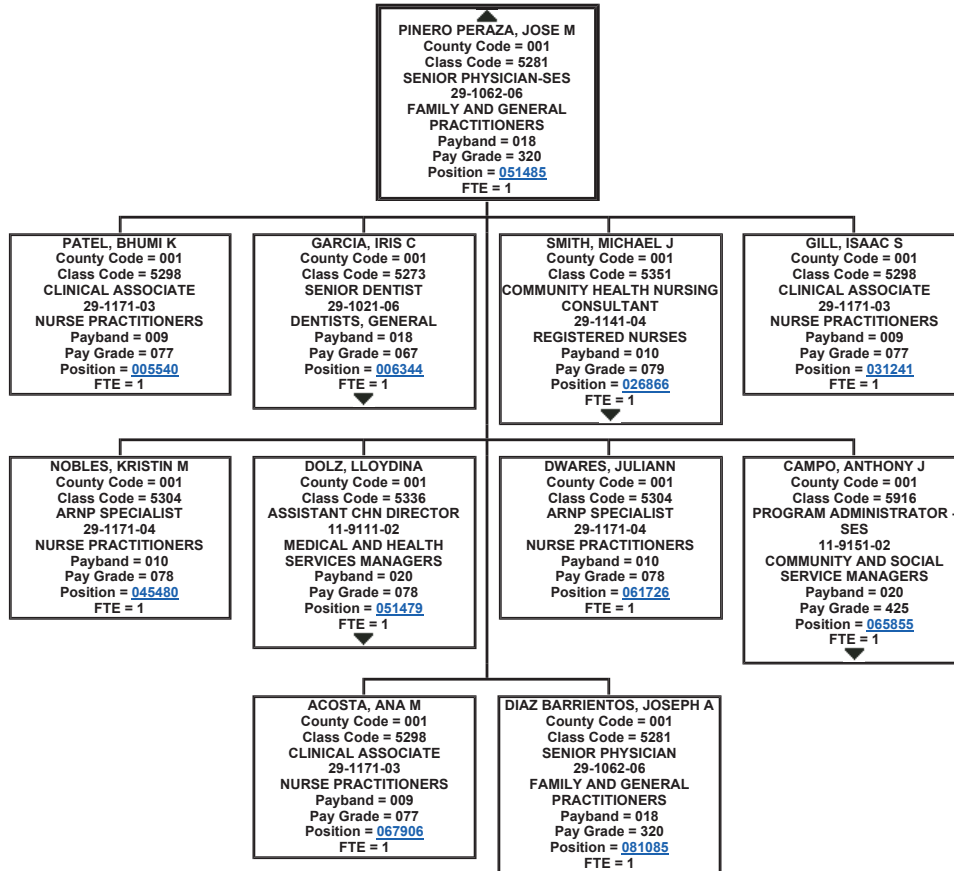 PINERO PERAZA, JOSE M
County Code = 001
Class Code = 5281
SENIOR PHYSICIAN-SES
29-1062-06
FAMILY AND GENERAL
PRACTITIONERS
Payband = 018
Pay Grade = 320
Position = 051485
FTE = 1
PATEL, BHUMI K
County Code = 001
Class Code = 5298
CLINICAL ASSOCIATE
29-1171-03
NURSE PRACTITIONERS
Payband = 009
Pay Grade = 077
Position = 005540
FTE = 1
GARCIA, IRIS C
County Code = 001
Class Code = 5273
SENIOR DENTIST
29-1021-06
DENTISTS, GENERAL
Payband = 018
Pay Grade = 067
Position = 006344
FTE = 1
SMITH, MICHAEL J
County Code = 001
Class Code = 5351
COMMUNITY HEALTH NURSING
CONSULTANT
29-1141-04
REGISTERED NURSES
Payband = 010
Pay Grade = 079
Position = 026866
FTE = 1
GILL, ISAAC S
County Code = 001
Class Code = 5298
CLINICAL ASSOCIATE
29-1171-03
NURSE PRACTITIONERS
Payband = 009
Pay Grade = 077
Position = 031241
FTE = 1
NOBLES, KRISTIN M
County Code = 001
Class Code = 5304
ARNP SPECIALIST
29-1171-04
NURSE PRACTITIONERS
Payband = 010
Pay Grade = 078
Position = 045480
FTE = 1
DOLZ, LLOYDINA
County Code = 001
Class Code = 5336
ASSISTANT CHN DIRECTOR
11-9111-02
MEDICAL AND HEALTH
SERVICES MANAGERS
Payband = 020
Pay Grade = 078
Position = 051479
FTE = 1
DWARES, JULIANN
County Code = 001
Class Code = 5304
ARNP SPECIALIST
29-1171-04
NURSE PRACTITIONERS
Payband = 010
Pay Grade = 078
Position = 061726
FTE = 1
CAMPO, ANTHONY J
County Code = 001
Class Code = 5916
PROGRAM ADMINISTRATOR -
SES
11-9151-02
COMMUNITY AND SOCIAL
SERVICE MANAGERS
Payband = 020
Pay Grade = 425
Position = 065855
FTE = 1
ACOSTA, ANA M
County Code = 001
Class Code = 5298
CLINICAL ASSOCIATE
29-1171-03
NURSE PRACTITIONERS
Payband = 009
Pay Grade = 077
Position = 067906
FTE = 1
DIAZ BARRIENTOS, JOSEPH A
County Code = 001
Class Code = 5281
SENIOR PHYSICIAN
29-1062-06
FAMILY AND GENERAL
PRACTITIONERS
Payband = 018
Pay Grade = 320
Position = 081085
FTE = 1